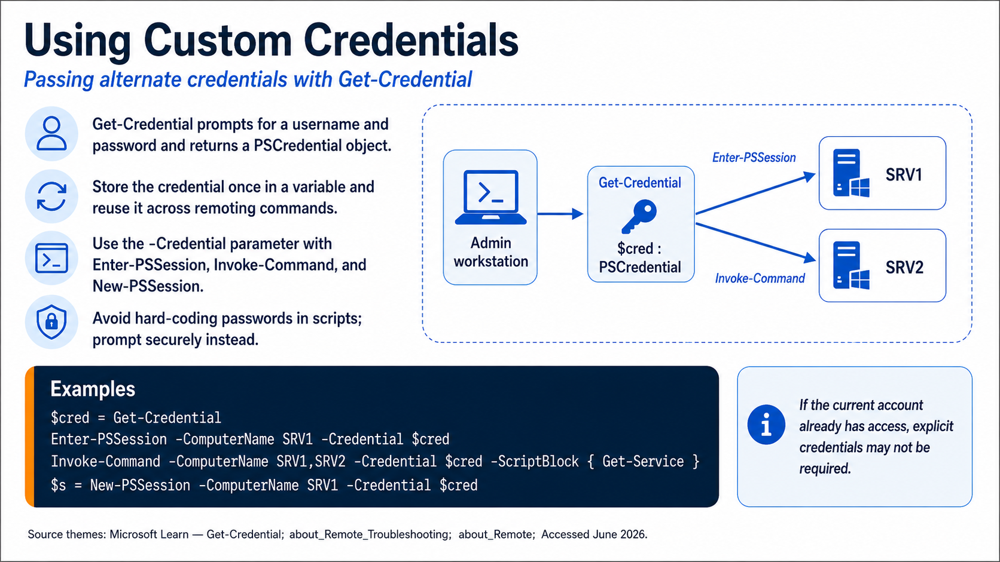 Using Custom Credentials
Passing alternate credentials with Get-Credential
Get-Credential prompts for a username and
password and returns a PSCredential object.
Store the credential once in a variable and
reuse it across remoting commands.
Use the -Credential parameter with
Enter-PSSession, Invoke-Command, and
New-PSSession.
Avoid hard-coding passwords in scripts;
prompt securely instead.
Admin
workstation
Get-Credential
$cred :
PSCredential
Enter-PSSession
Invoke-Command
SRV1
SRV2
Examples
$cred = Get-Credential
Enter-PSSession -ComputerName SRV1 -Credential $cred
Invoke-Command -ComputerName SRV1,SRV2 -Credential $cred -ScriptBlock { Get-Service }
$s = New-PSSession -ComputerName SRV1 -Credential $cred
If the current account
already has access, explicit
credentials may not be
required.
Source themes: Microsoft Learn — Get-Credential; about_Remote_Troubleshooting; about_Remote; Accessed June 2026.